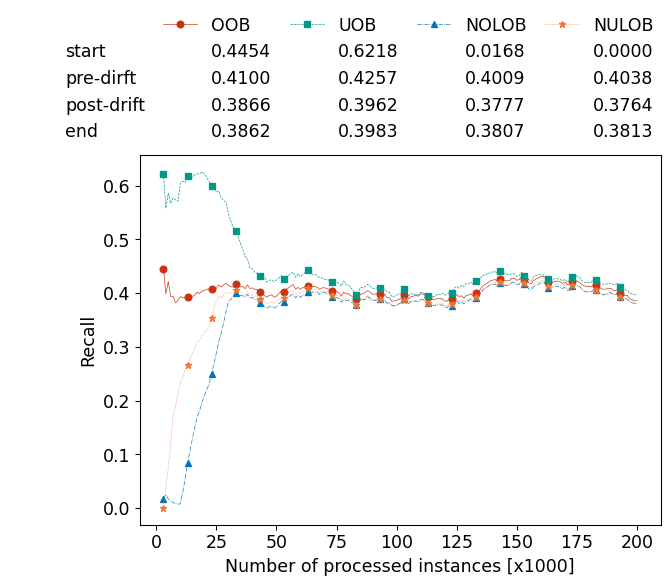 OOB UOB NOLOB NULOB
start 0.4454 0.6218 0.0168 0.0000
pre-dirft 0.4100 0.4257 0.4009 0.4038
post-drift 0.3866 0.3962 0.3777 0.3764
end 0.3862 0.3983 0.3807 0.3813
0.6
0.5
0.4
0.3
0.2
0.1
0.0
Recall
0 25 50 75 100 125 150 175 200
Number of processed instances [x1000]